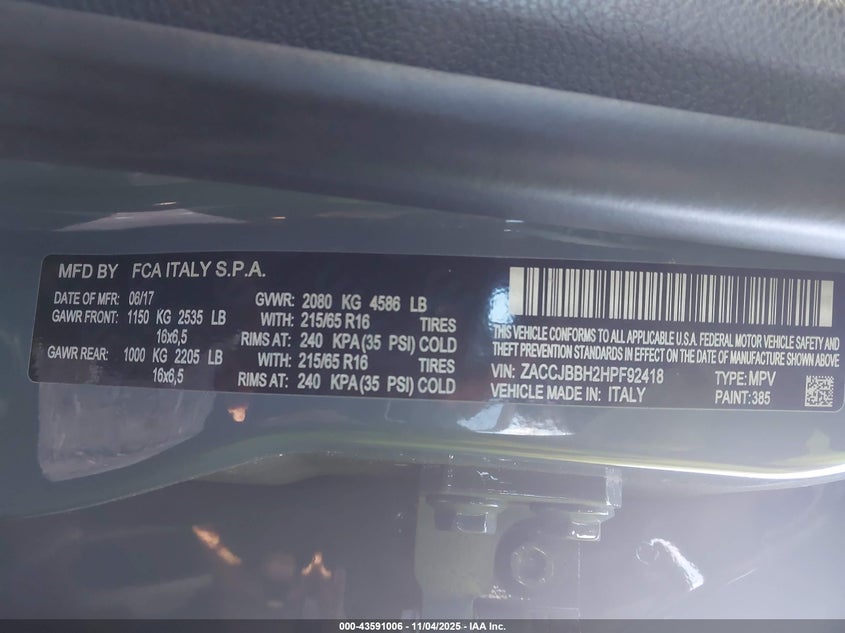 MFD BY FCA ITALY S.P.A.
DATE OF MFR: 06/17 GVWR: 2080 KG 4586 LB
GAWR FRONT: 1150 KG 2535 LB WITH: 215/65 R16 TIRES
16x6,5 RIMS AT: 240 KPA(35 PSI) COLD
GAWR REAR: 1000 KG 2205 LB WITH: 215/65 R16 TIRES
16x6,5 RIMS AT: 240 KPA(35 PSI) COLD
THIS VEHICLE CONFORMS TO ALL APPLICABLE U.S.A. FEDERAL MOTOR VEHICLE SAFETY AND
THEFT PREVENTION STANDARDS IN EFFECT ON THE DATE OF MANUFACTURE SHOWN ABOVE
VIN: ZACCJBBH2HPF92418 TYPE: MPV
VEHICLE MADE IN: ITALY PAINT: 385
000-43591006 - 11/04/2025 - IAA Inc.